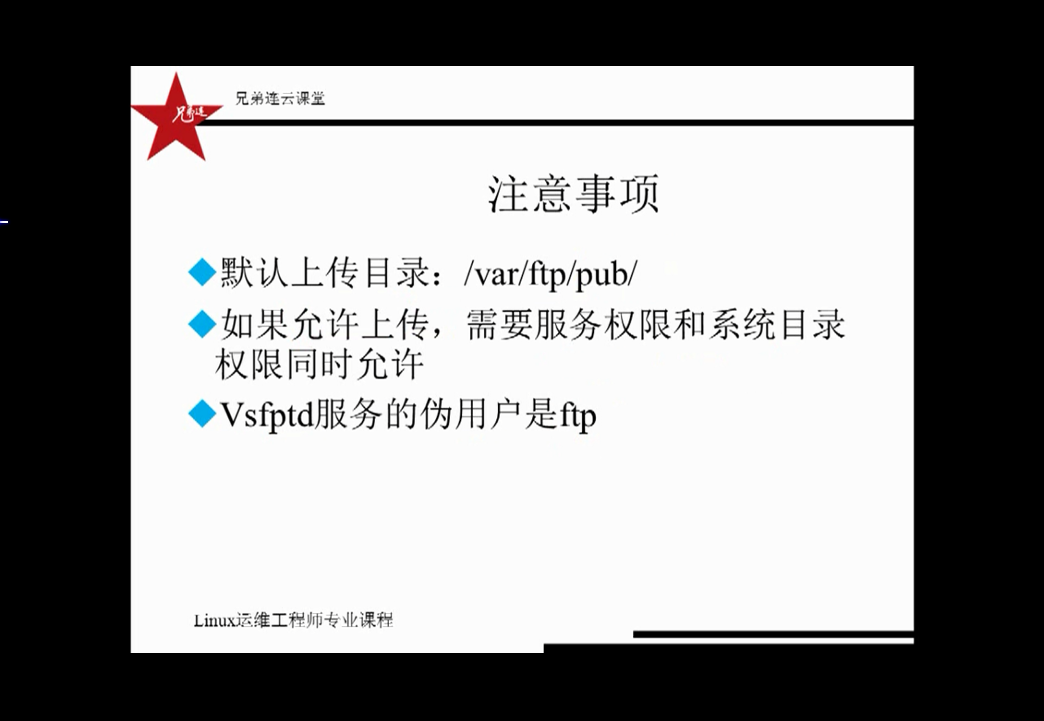 兄弟连
兄弟连云课堂
注意事项
默认上传目录：/var/ftp/pub/
如果允许上传，需要服务权限和系统目录
权限同时允许
Vsfptd服务的伪用户是ftp
Linux运维工程师专业课程